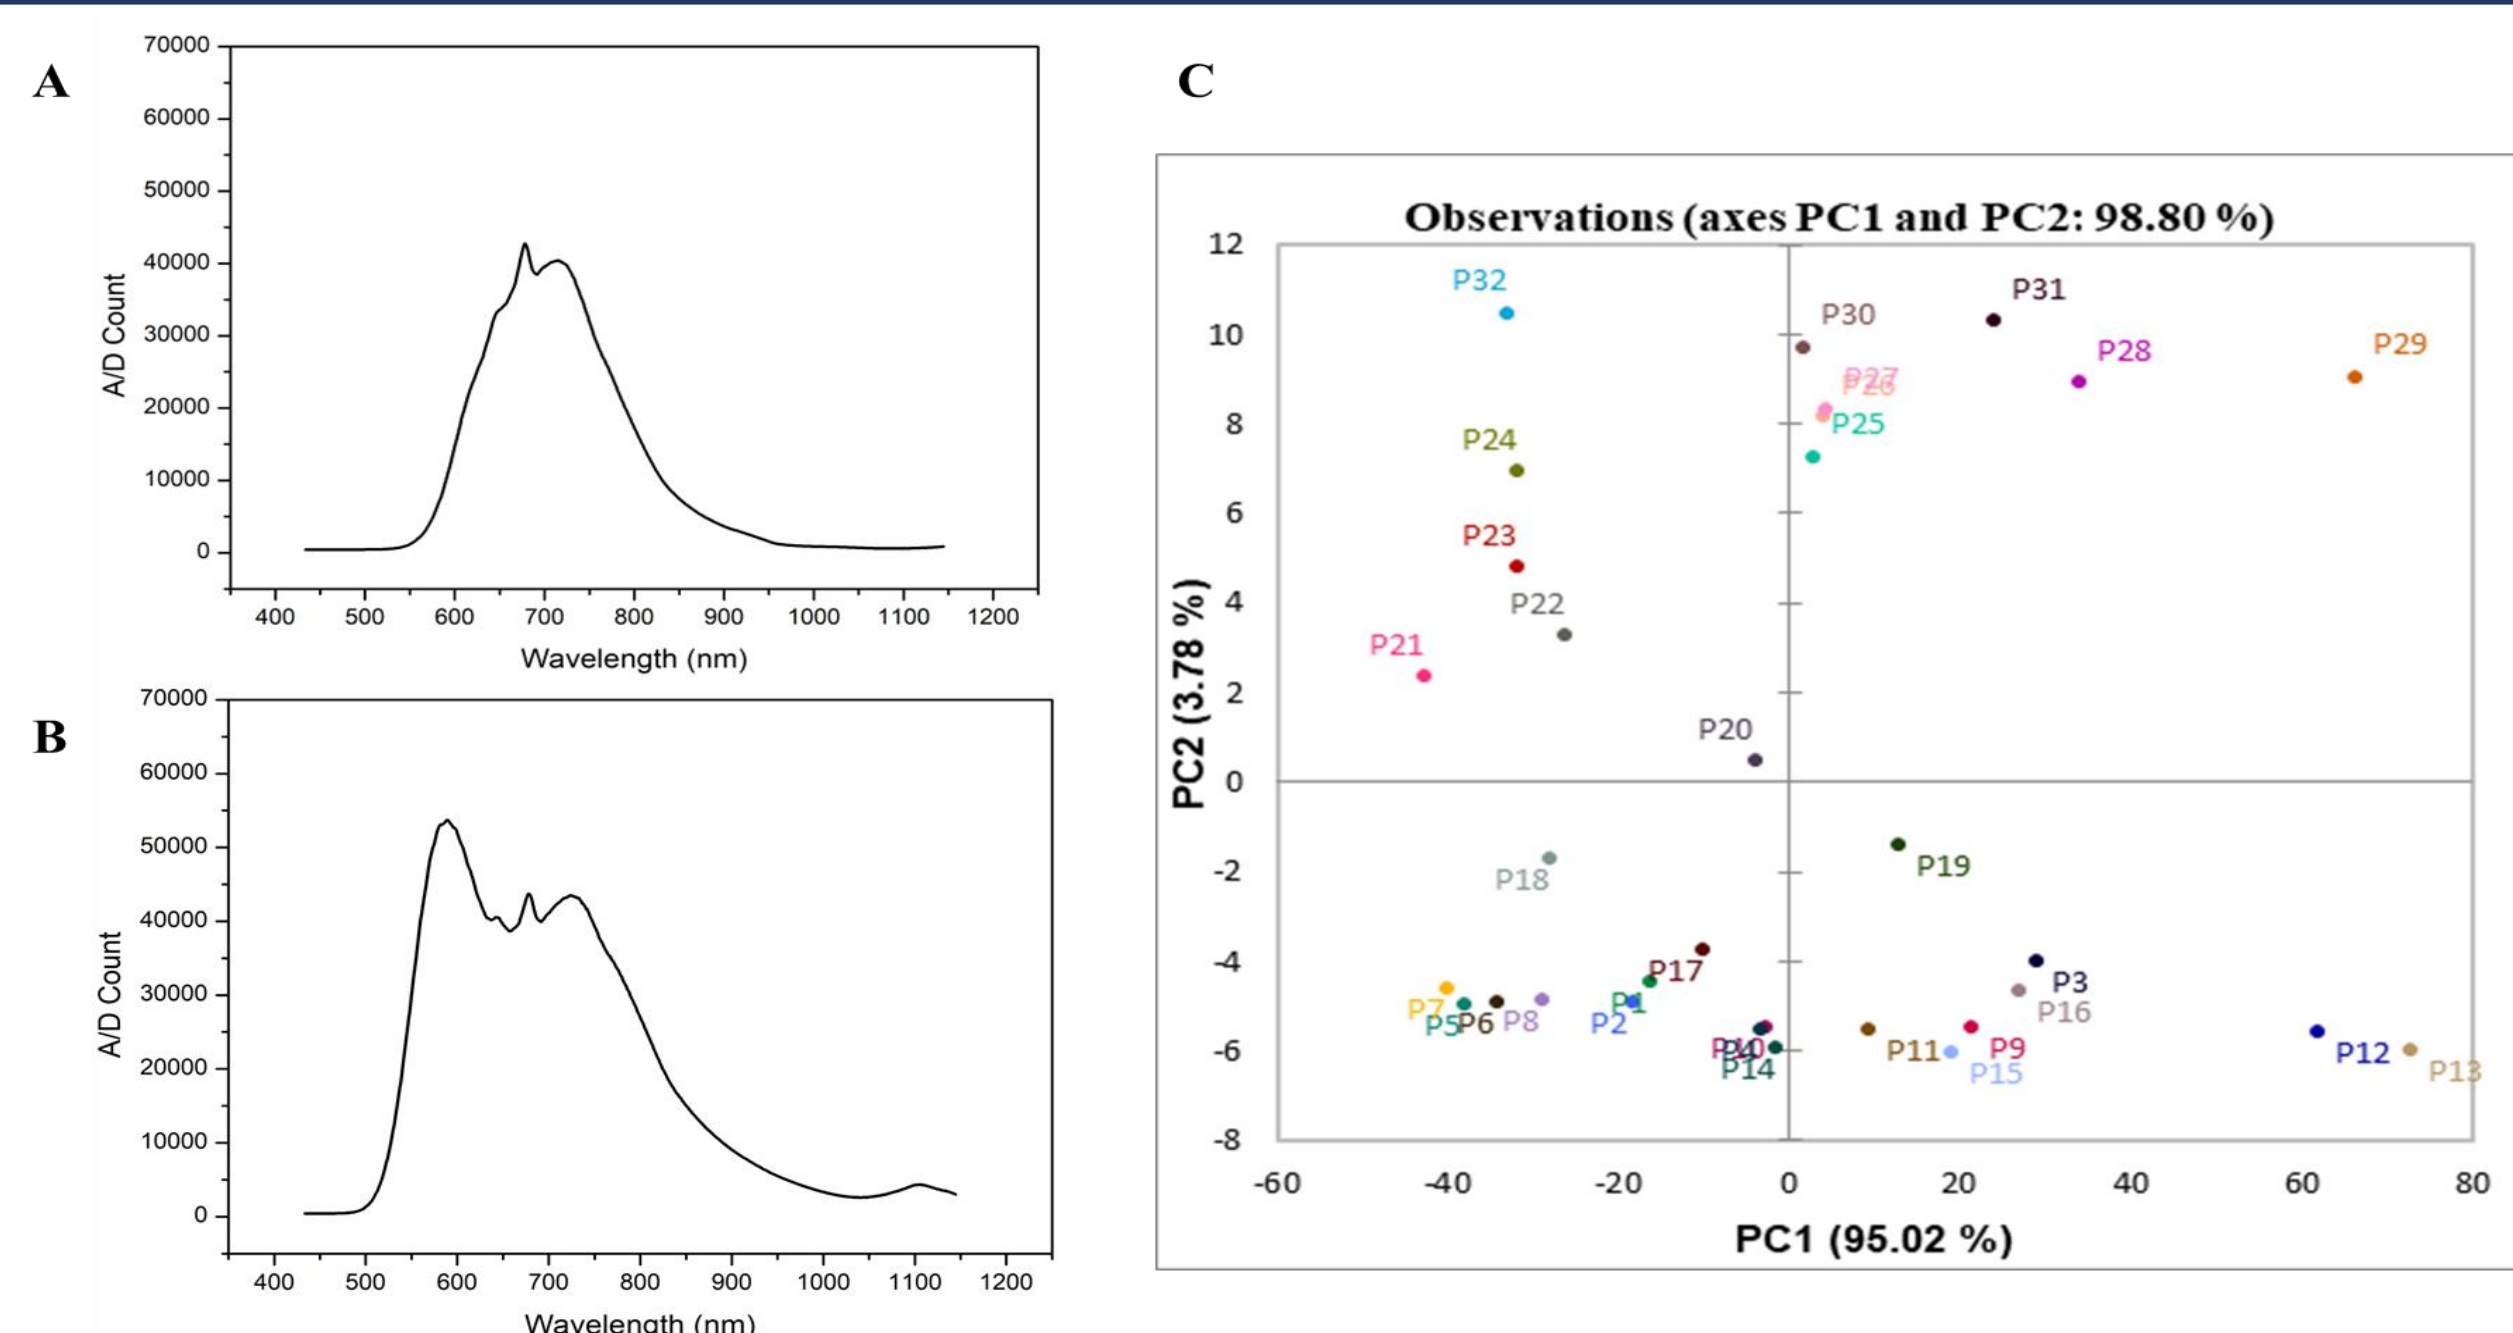 A
70000
60000
50000
40000
30000
20000
10000
0
A/D Count
400 500 600 700 800 900 1000 1100 1200
Wavelength (nm)
B
70000
60000
50000
40000
30000
20000
10000
0
A/D Count
400 500 600 700 800 900 1000 1100 1200
Wavelength (nm)
C
Observations (axes PC1 and PC2: 98.80 %)
12
10
8
6
4
2
0
-2
-4
-6
-8
PC2 (3.78 %)
P32
P31
P30
P28
P29
P27
P26
P25
P24
P23
P22
P21
P20
P19
P18
P17
P3
P16
P7
P5
P6
P8
P1
P2
P10
P4
P14
P11
P9
P15
P12
P13
-60 -40 -20 0 20 40 60 80
PC1 (95.02 %)